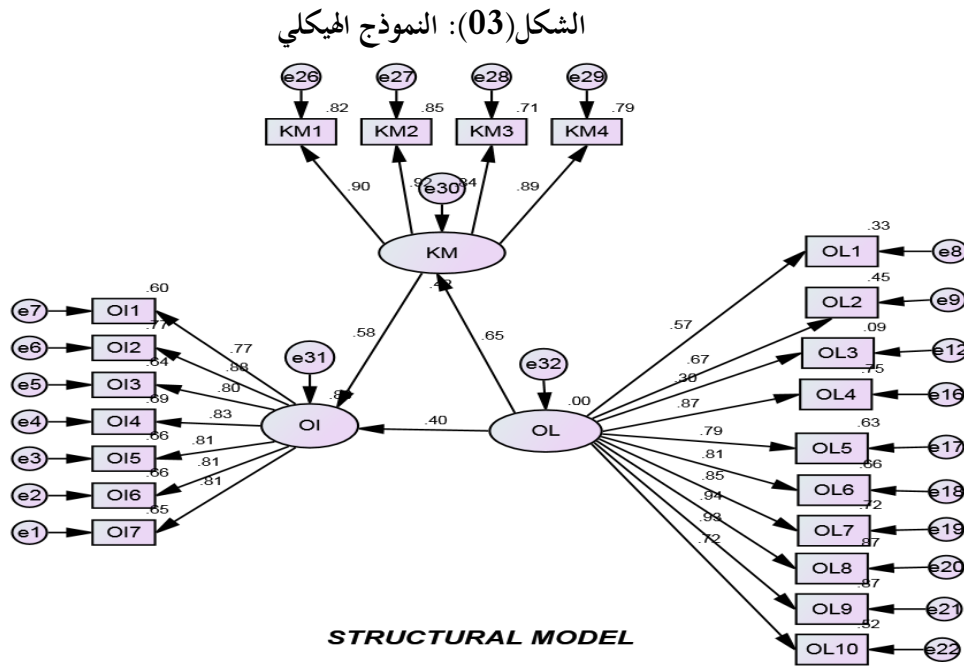 الشكل(03): النموذج الهيكلي
e26 e27 e28 e29
.82 .85 .71 .79
KM1 KM2 KM3 KM4
.90 .92 .84 .89
e30
KM
.42
.58 .65
e7 .60 OI1 .77
e6 .77 OI2 .88
e5 .64 OI3 .80
e4 .69 OI4 .83
e3 .66 OI5 .81
e2 .66 OI6 .81
e1 .65 OI7 .81
e31
OI
.40
e32
.00
OL
.57 OL1 .33 e8
.67 OL2 .45 e9
.30 OL3 .09 e12
.87 OL4 .75 e16
.79 OL5 .63 e17
.81 OL6 .66 e18
.85 OL7 .72 e19
.94 OL8 .87 e20
.93 OL9 .87 e21
.72 OL10 .52 e22
STRUCTURAL MODEL